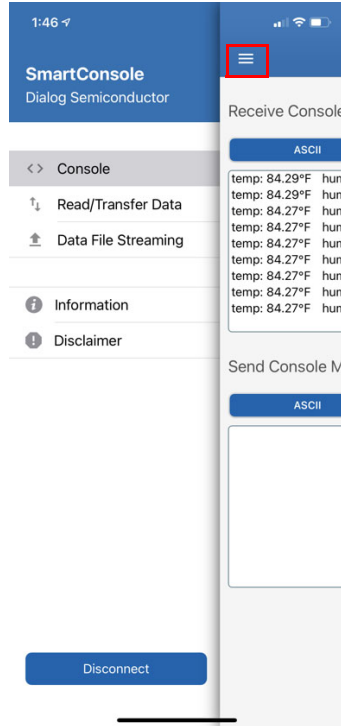 1:46
SmartConsole
Dialog Semiconductor
<> Console
Read/Transfer Data
Data File Streaming
Information
Disclaimer
Disconnect
Receive Console
ASCII
temp: 84.29°F hun
temp: 84.29°F hun
temp: 84.27°F hun
temp: 84.27°F hun
temp: 84.27°F hun
temp: 84.27°F hun
temp: 84.27°F hun
temp: 84.27°F hun
temp: 84.27°F hun
Send Console M
ASCII